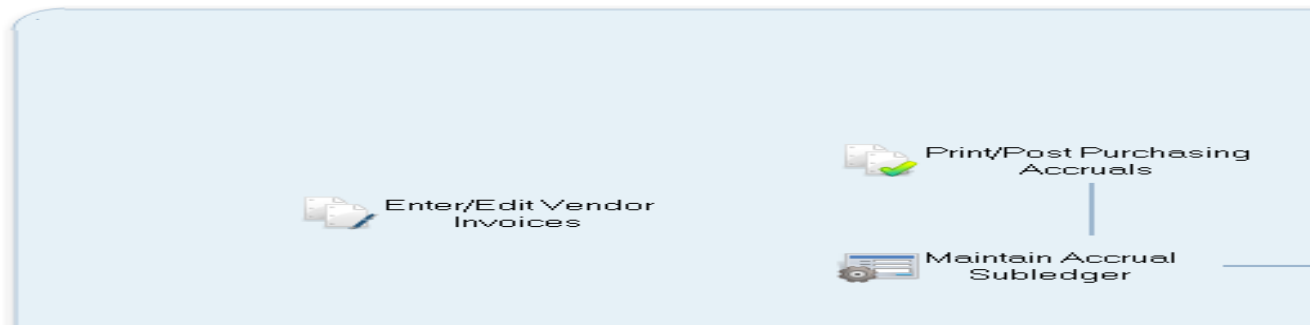 Print/Post Purchasing
Accruals
Enter/Edit Vendor
Invoices
Maintain Accrual
Subledger